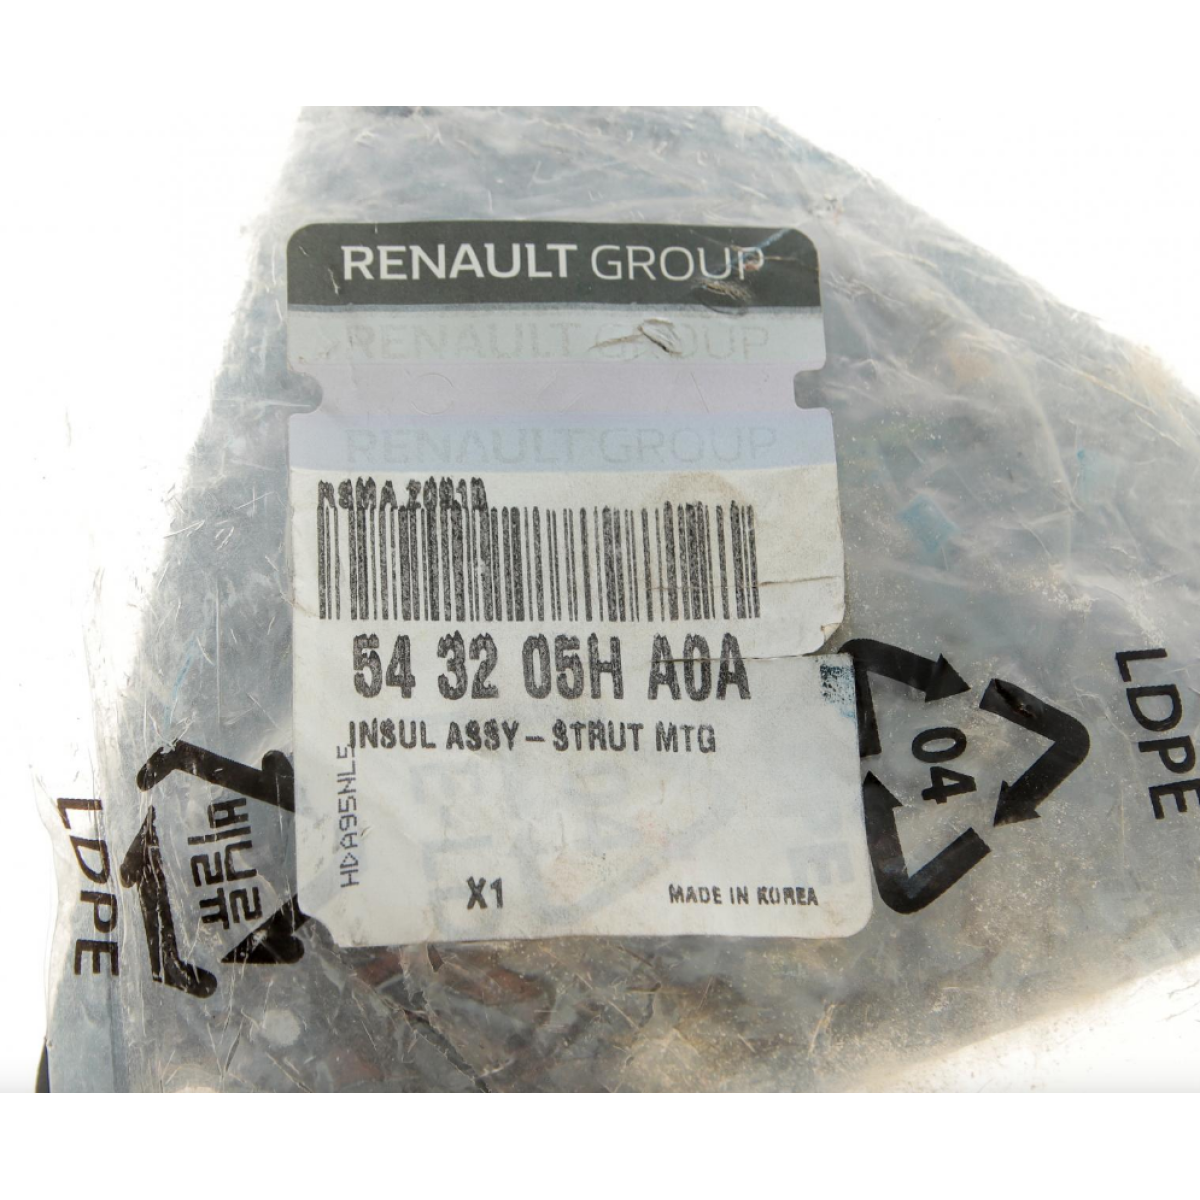 RENAULT GROUP
RENAULT GROUP
RENAULT GROUP
54 32 05H A0A
INSUL ASSY-STRUT MTG
HDA95NL5
X1
MADE IN KOREA
04
LDPE
LDPE